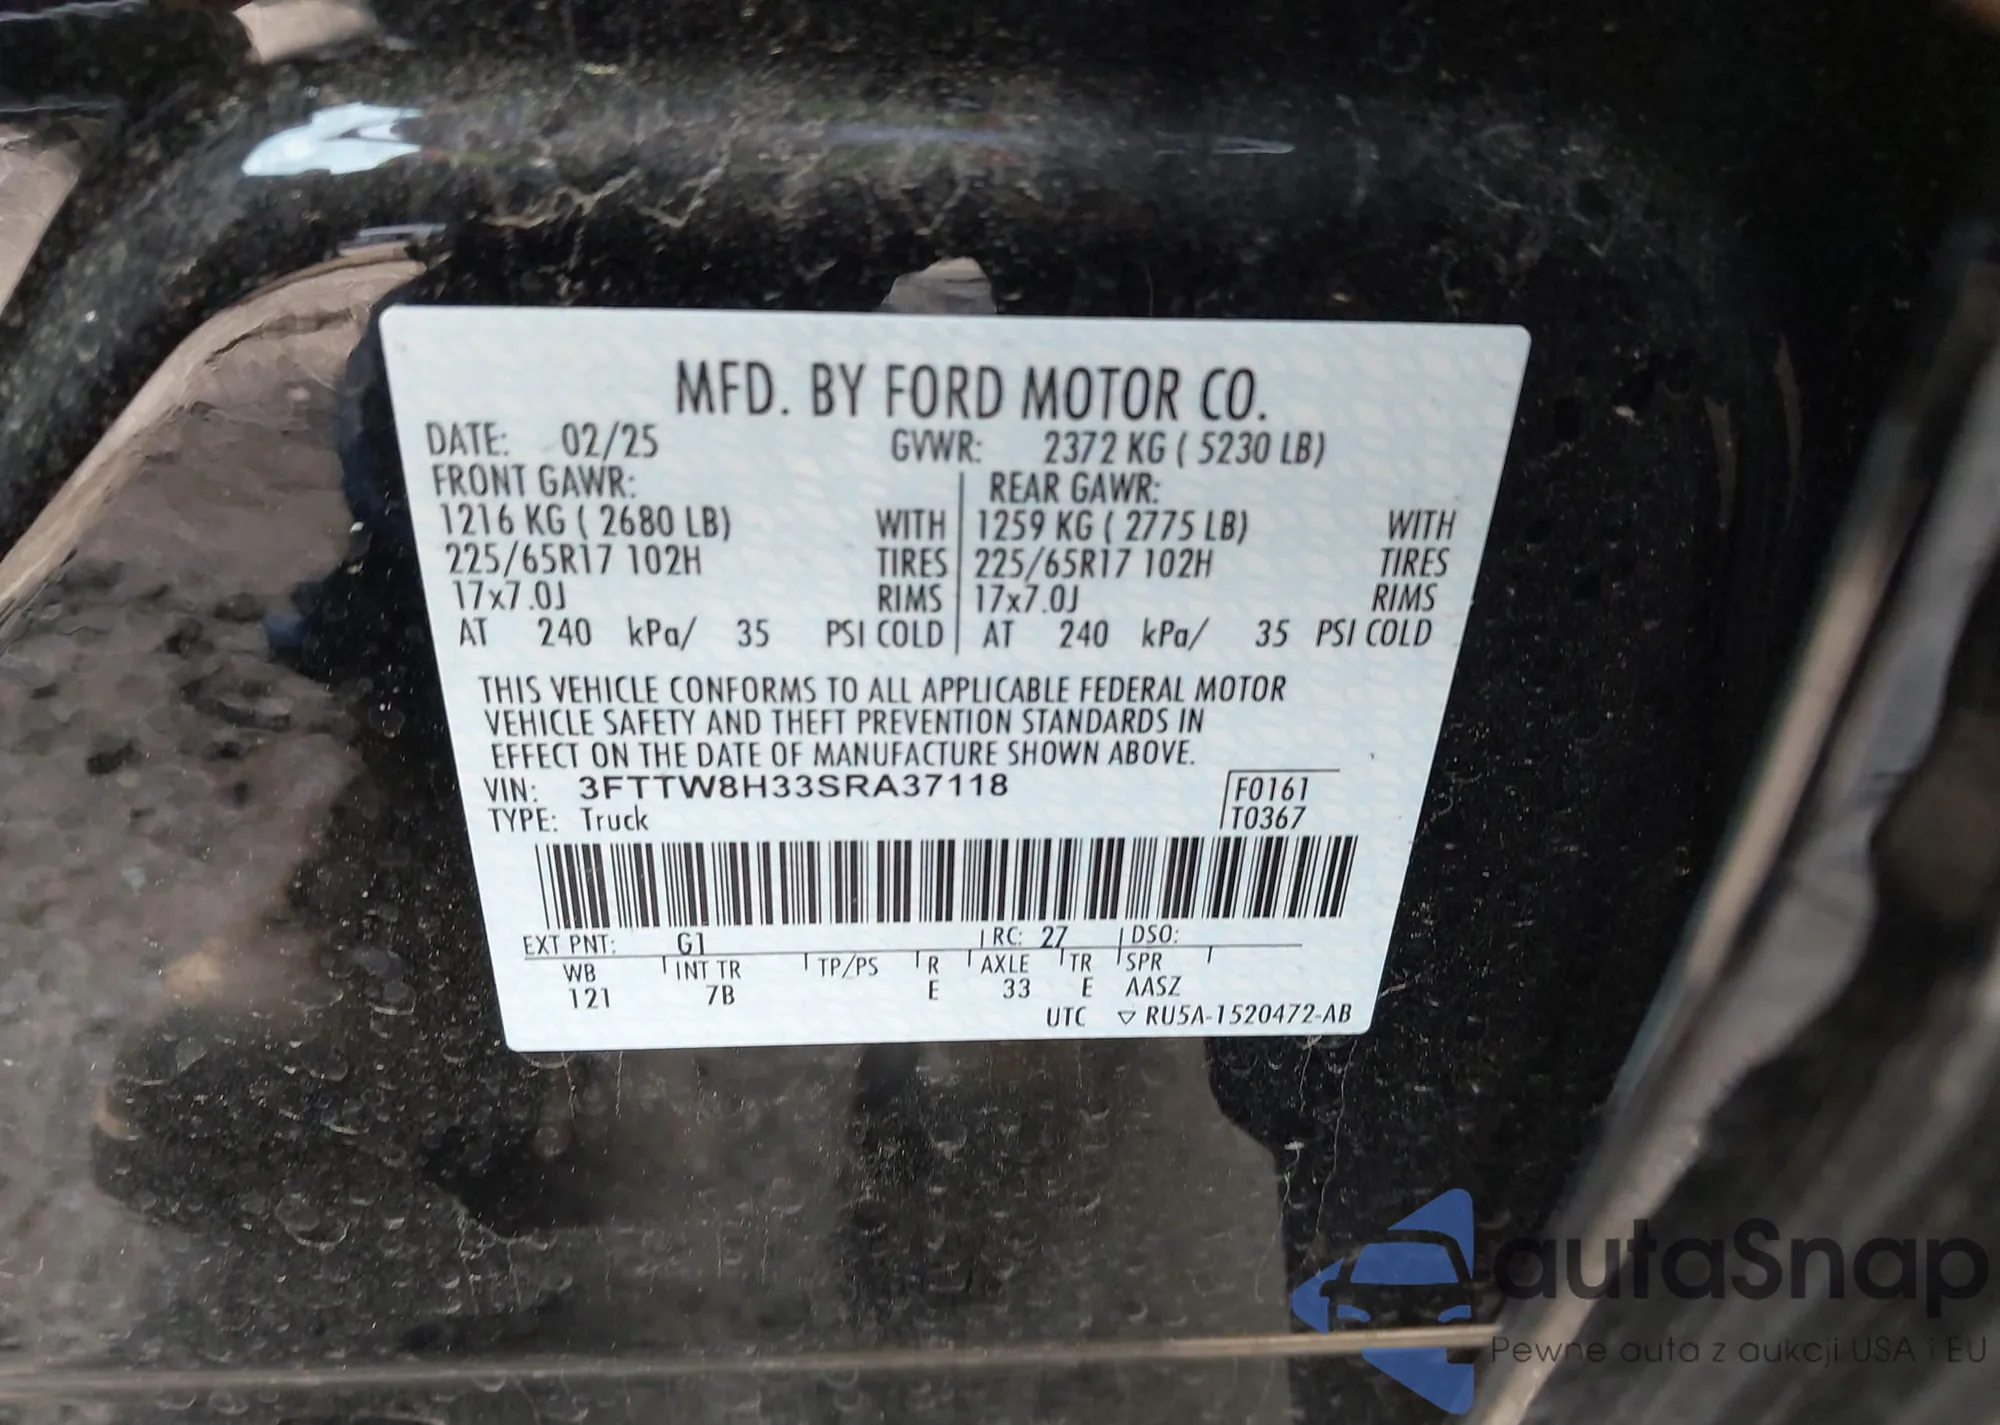 MFD. BY FORD MOTOR CO.
DATE: 02/25 GVWR: 2372 KG ( 5230 LB)
FRONT GAWR: REAR GAWR:
1216 KG ( 2680 LB) WITH 1259 KG ( 2775 LB) WITH
225/65R17 102H TIRES 225/65R17 102H TIRES
17x7.0J RIMS 17x7.0J RIMS
AT 240 kPa/ 35 PSI COLD AT 240 kPa/ 35 PSI COLD
THIS VEHICLE CONFORMS TO ALL APPLICABLE FEDERAL MOTOR
VEHICLE SAFETY AND THEFT PREVENTION STANDARDS IN
EFFECT ON THE DATE OF MANUFACTURE SHOWN ABOVE.
VIN: 3FTTW8H33SRA37118 F0161
TYPE: Truck T0367
EXT PNT: G1 RC: 27 DSO:
WB INT TR TP/PS R AXLE TR SPR
121 7B E 33 E AASZ
UTC ▽ RU5A-1520472-AB
autaSnap
Pewne auta z aukcji USA i EU